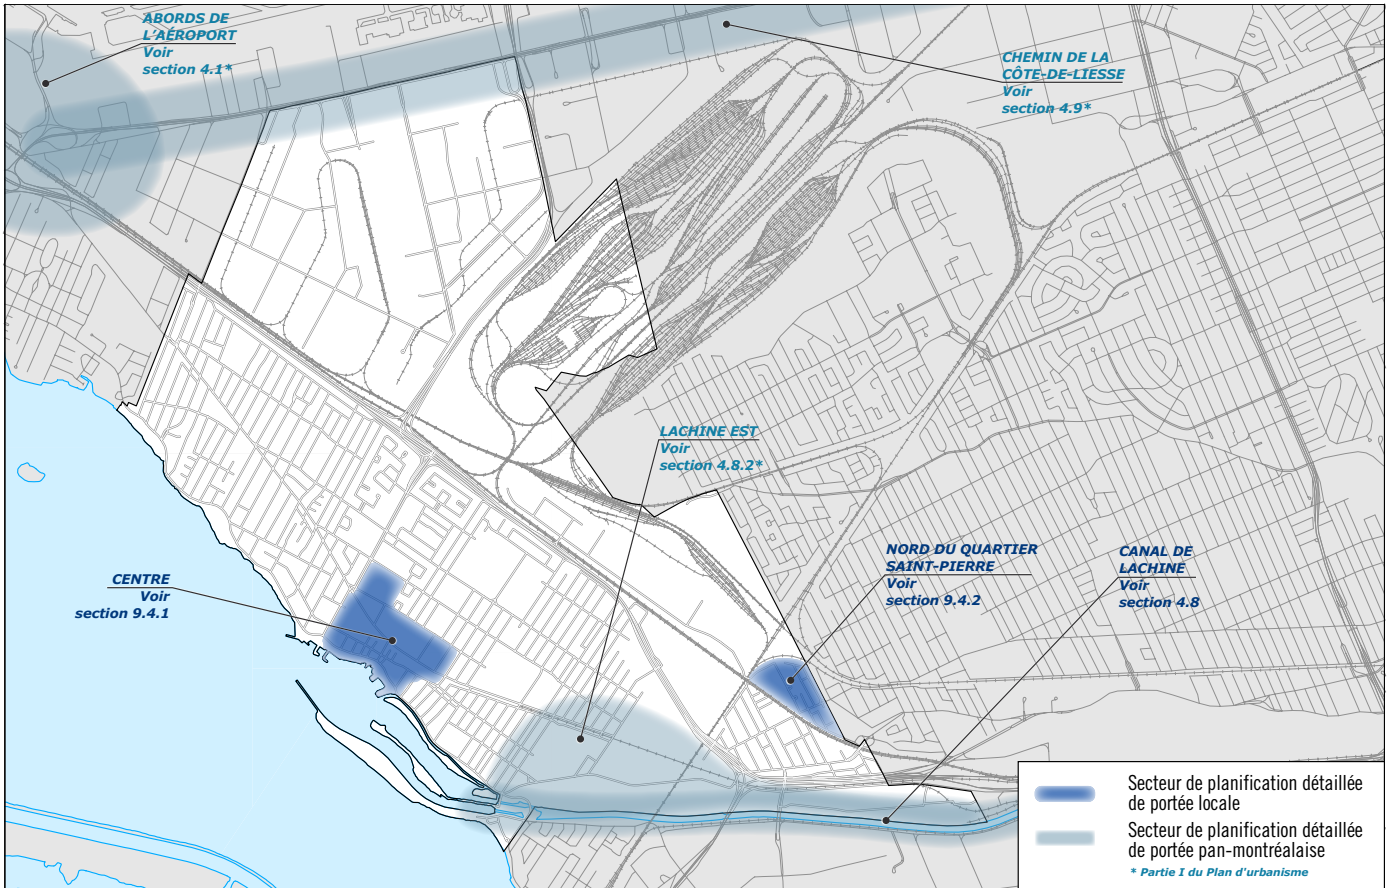 ABORDS DE
L'AÉROPORT
Voir
section 4.1*
CHEMIN DE LA
CÔTE-DE-LIESSE
Voir
section 4.9*
LACHINE EST
Voir
section 4.8.2*
CENTRE
Voir
section 9.4.1
NORD DU QUARTIER
SAINT-PIERRE
Voir
section 9.4.2
CANAL DE
LACHINE
Voir
section 4.8
Secteur de planification détaillée
de portée locale
Secteur de planification détaillée
de portée pan-montréalaise
* Partie I du Plan d'urbanisme